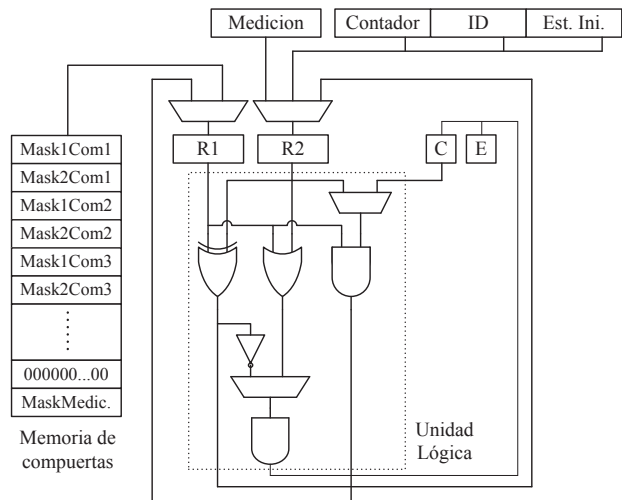 Medicion
Contador
ID
Est. Ini.
R1
R2
C
E
Mask1Com1
Mask2Com1
Mask1Com2
Mask2Com2
Mask1Com3
Mask2Com3
000000...00
MaskMedic.
Memoria de
compuertas
Unidad
Lógica